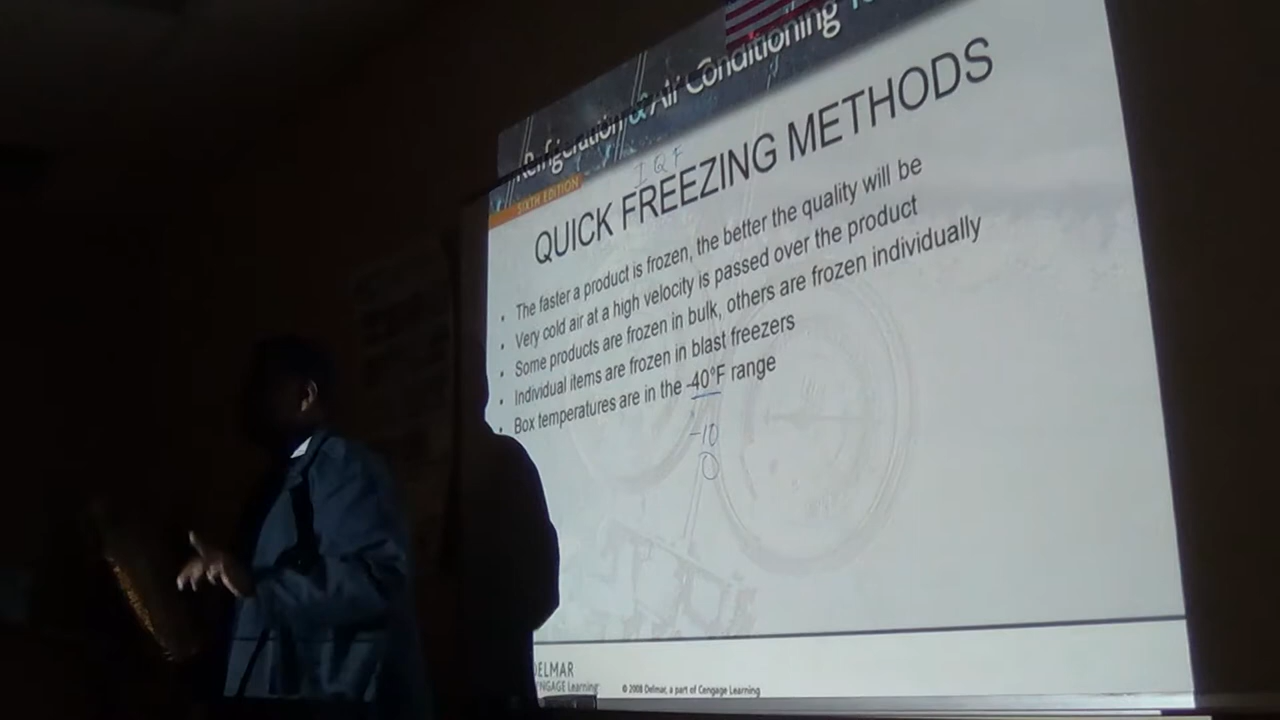 Refrigeration & Air Conditioning
SIXTH EDITION
IQF
QUICK FREEZING METHODS
• The faster a product is frozen, the better the quality will be
• Very cold air at a high velocity is passed over the product
• Some products are frozen in bulk, others are frozen individually
• Individual items are frozen in blast freezers
• Box temperatures are in the -40°F range
-10
0
DELMAR
CENGAGE Learning
© 2008 Delmar, a part of Cengage Learning